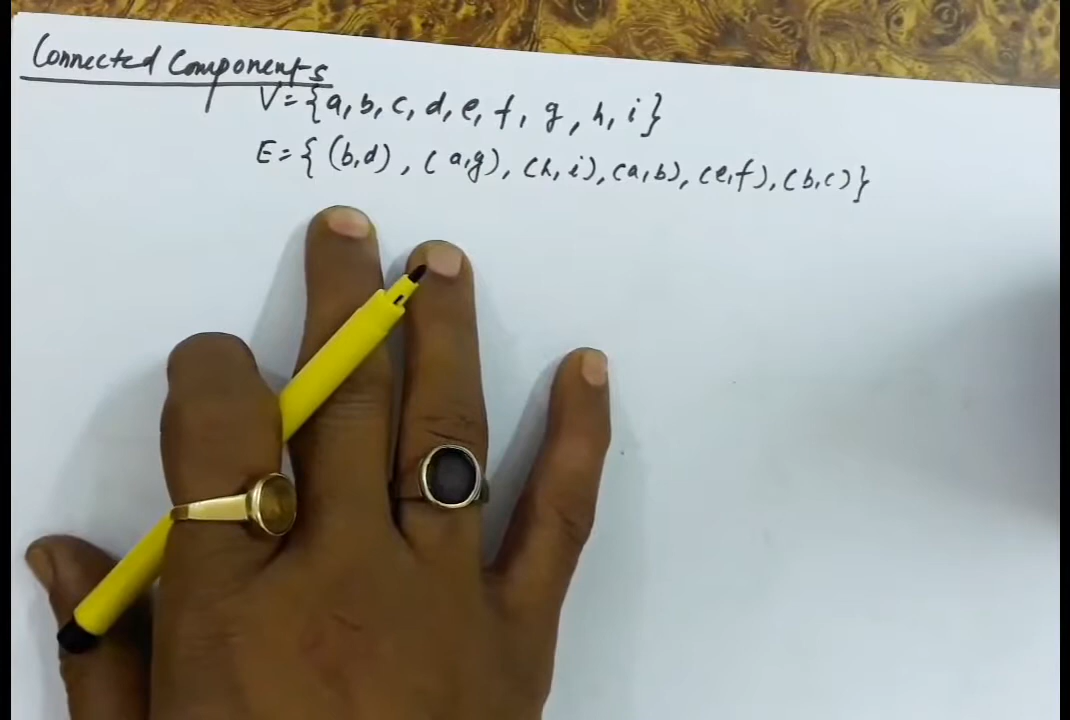 Connected Components
V={a, b, c, d, e, f, g, h, i}
E={ (b,d) , (a,g), (h, i), (a,b), (e,f), (b,c)}